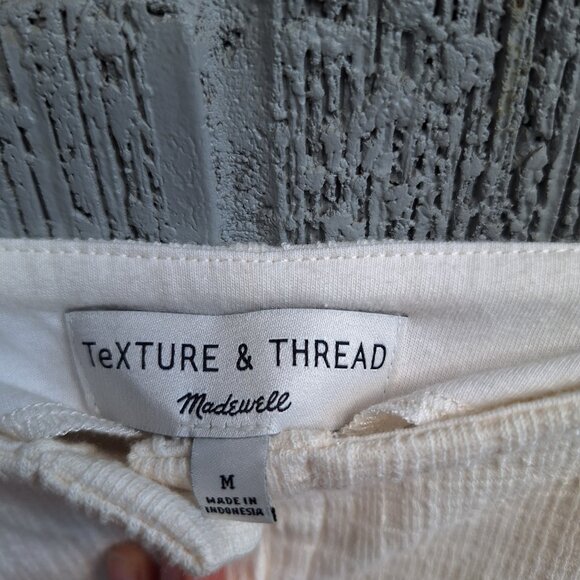 TeXTURE & THREAD
Madewell
M
MADE IN
INDONESIA